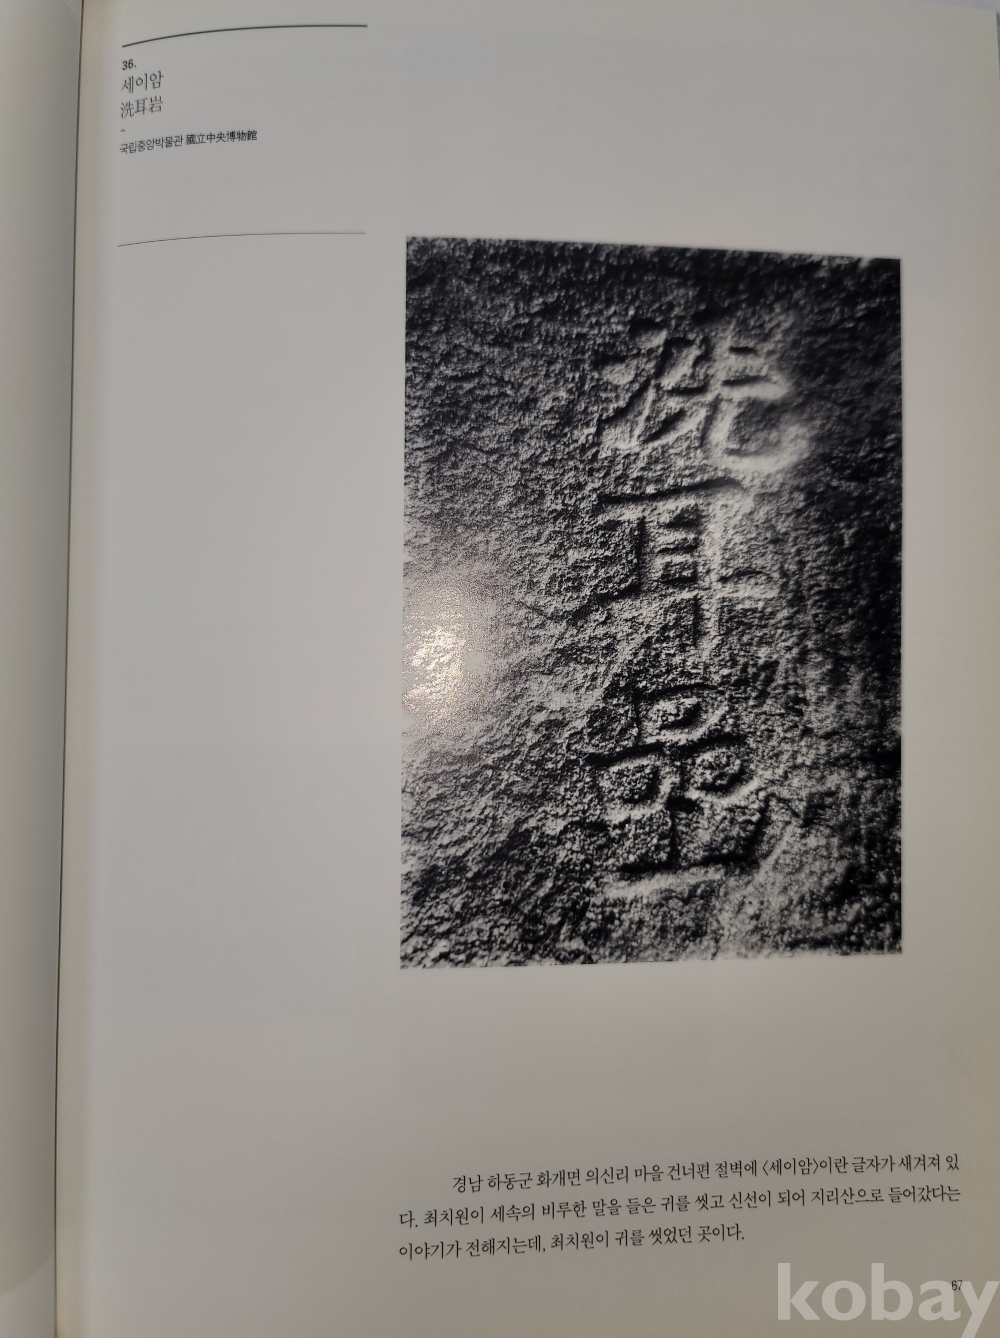 36.
세이암
洗耳岩
-
국립중앙박물관 國立中央博物館
洗
耳
嵒
경남 하동군 화개면 의신리 마을 건너편 절벽에 〈세이암〉이란 글자가 새겨져 있
다. 최치원이 세속의 비루한 말을 들은 귀를 씻고 신선이 되어 지리산으로 들어갔다는
이야기가 전해지는데, 최치원이 귀를 씻었던 곳이다.
67
kobay